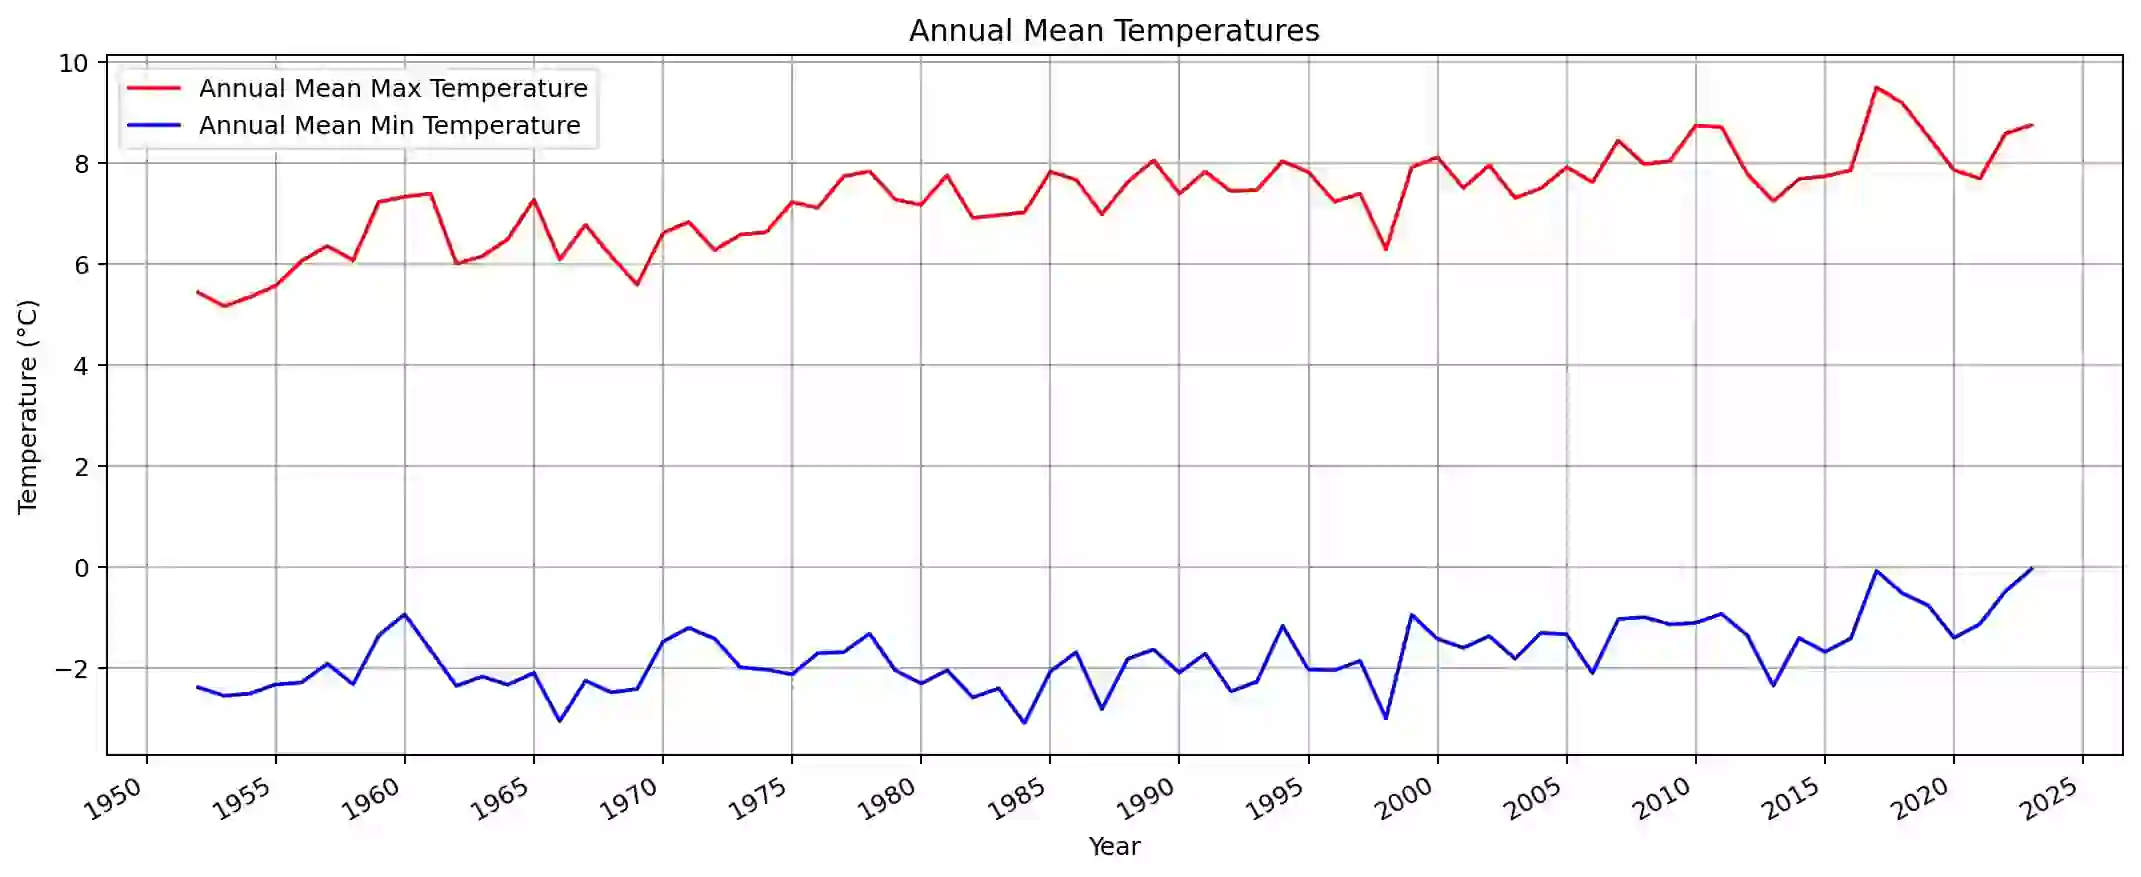 Annual Mean Temperatures
Annual Mean Max Temperature
Annual Mean Min Temperature
Temperature (°C)
10
8
6
4
2
0
−2
1950 1955 1960 1965 1970 1975 1980 1985 1990 1995 2000 2005 2010 2015 2020 2025
Year